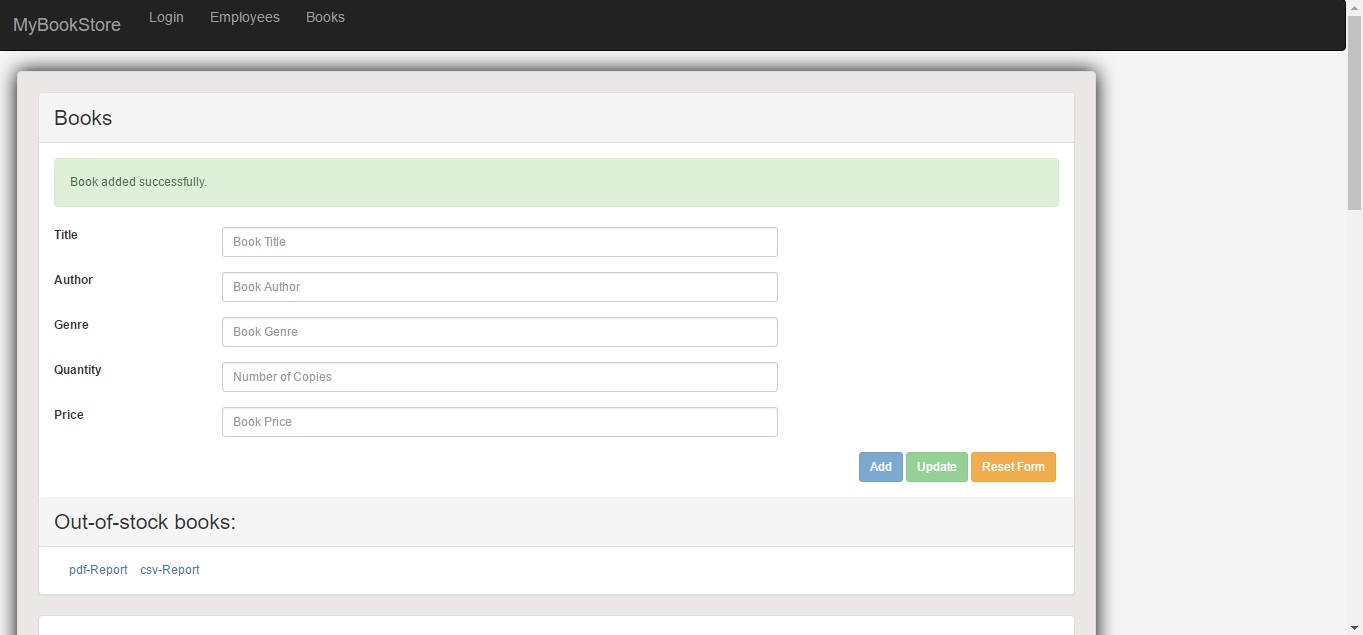 MyBookStore Login Employees Books
Books
Book added successfully.
Title Book Title
Author Book Author
Genre Book Genre
Quantity Number of Copies
Price Book Price
Add Update Reset Form
Out-of-stock books:
pdf-Report csv-Report